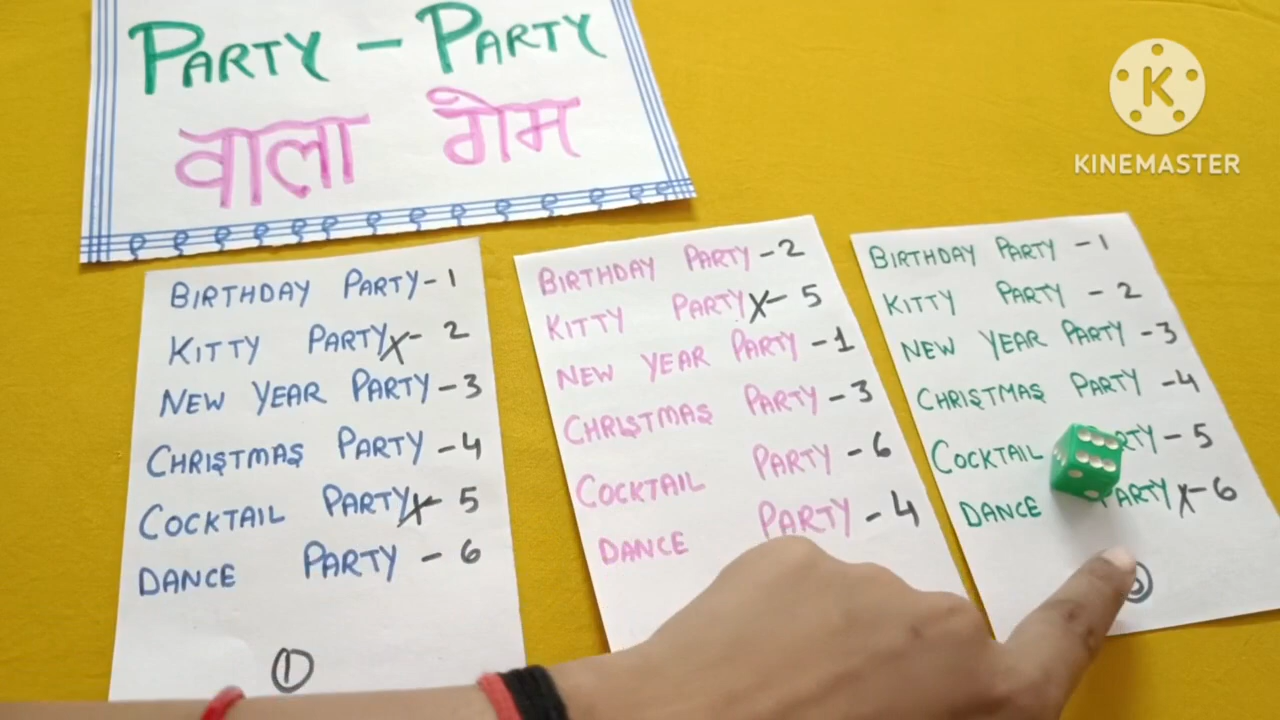 PARTY - PARTY
वाला गेम
K
KINEMASTER
BIRTHDAY PARTY - 1
KITTY PARTY X - 2
NEW YEAR PARTY - 3
CHRISTMAS PARTY - 4
COCKTAIL PARTY X - 5
DANCE PARTY - 6
1
BIRTHDAY PARTY - 2
KITTY PARTY X - 5
NEW YEAR PARTY - 1
CHRISTMAS PARTY - 3
COCKTAIL PARTY - 6
DANCE PARTY - 4
BIRTHDAY PARTY - 1
KITTY PARTY - 2
NEW YEAR PARTY - 3
CHRISTMAS PARTY - 4
COCKTAIL - 5
DANCE PARTY X - 6